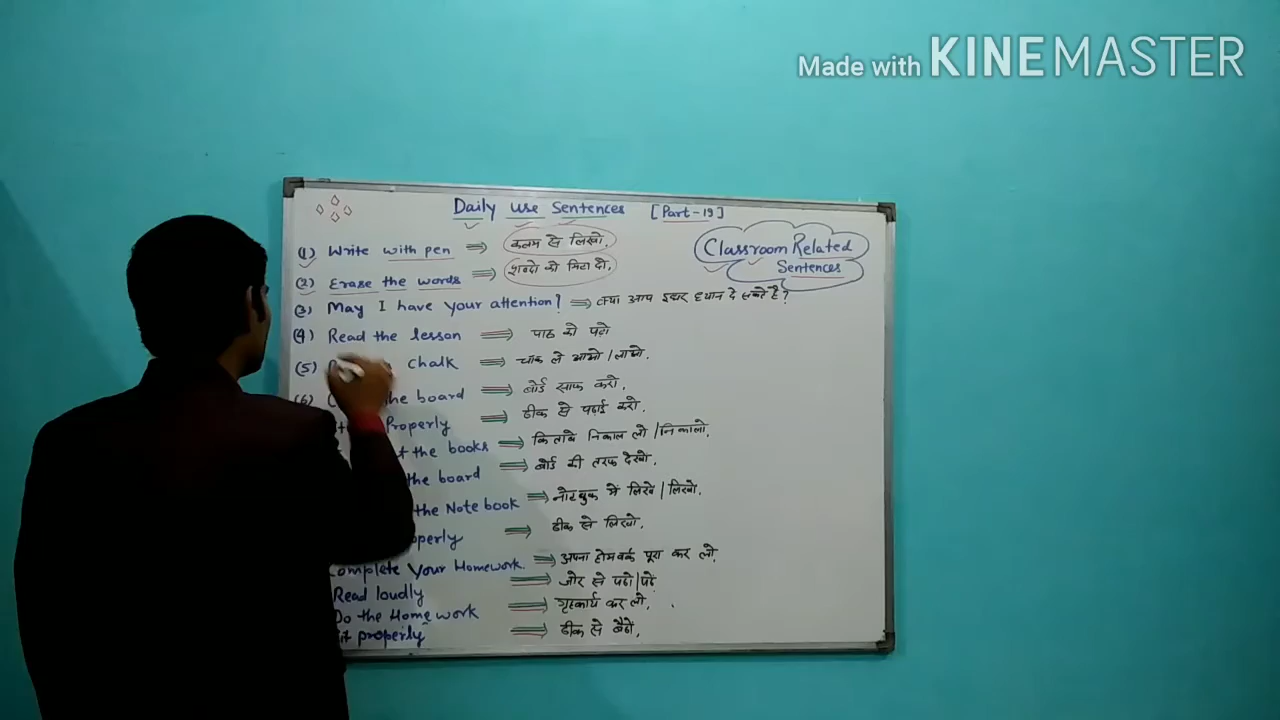 Made with KINEMASTER
Daily Use Sentences [Part-19]
Classroom Related
Sentences
(1) Write with pen ⇒ कलम से लिखो.
(2) Erase the words ⇒ शब्दो को मिटा दो.
(3) May I have your attention? ⇒ क्या आप इधर ध्यान दे सकते है?
(4) Read the lesson ⇒ पाठ को पढ़ो
(5) chalk ⇒ चाक ले आओ/लाओ.
(6) the board ⇒ बोर्ड साफ करो.
Properly ⇒ ठीक से पढ़ाई करो.
the books ⇒ किताबे निकाल लो/निकालो.
the board ⇒ बोर्ड की तरफ देखो.
the Note book ⇒ नोटबुक में लिखे/लिखो.
⇒ ठीक से लिखो.
Complete Your Homework. ⇒ अपना होमवर्क पूरा कर लो.
Read loudly ⇒ जोर से पढो/पढे
Do the Home work ⇒ गृहकार्य कर लो.
properly ⇒ ठीक से बैठो.